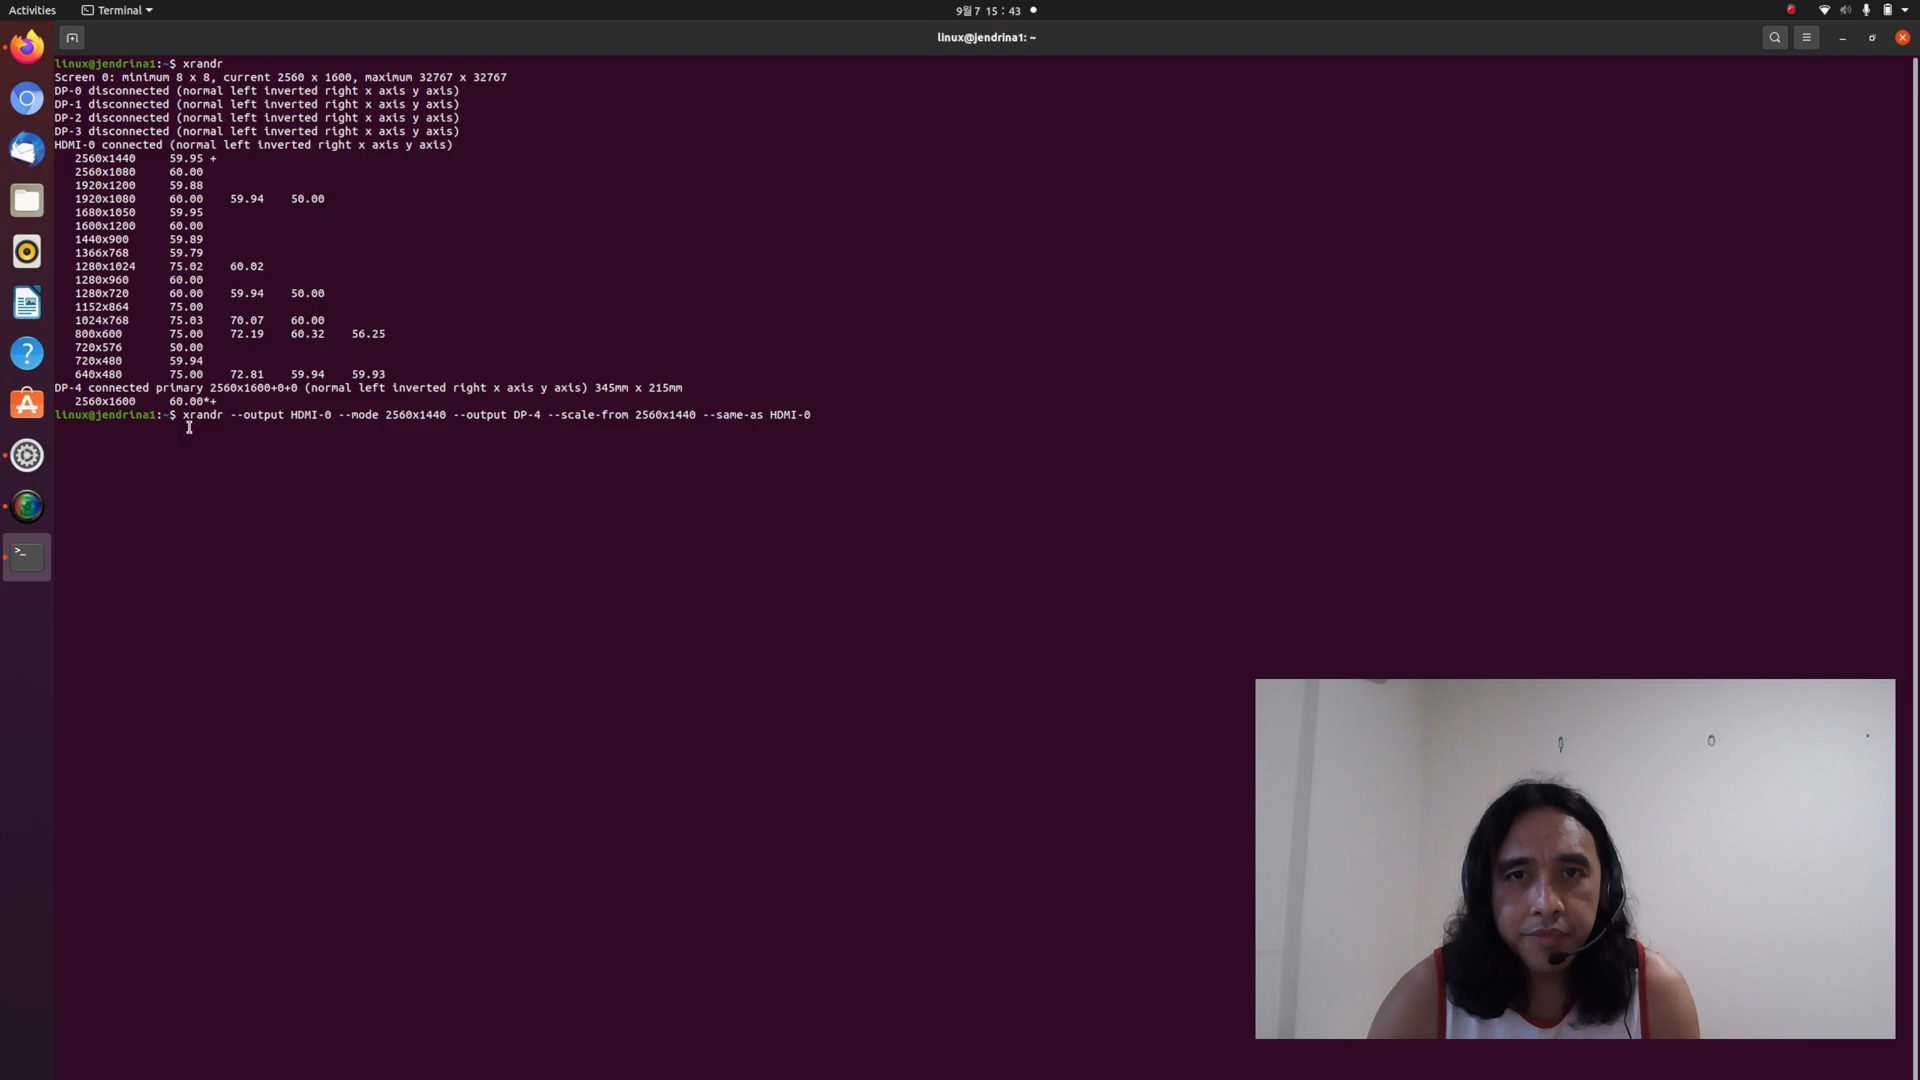 Activities Terminal 9월 7 15 : 43
linux@jendrina1: ~
linux@jendrina1:~$ xrandr
Screen 0: minimum 8 x 8, current 2560 x 1600, maximum 32767 x 32767
DP-0 disconnected (normal left inverted right x axis y axis)
DP-1 disconnected (normal left inverted right x axis y axis)
DP-2 disconnected (normal left inverted right x axis y axis)
DP-3 disconnected (normal left inverted right x axis y axis)
HDMI-0 connected (normal left inverted right x axis y axis)
2560x1440 59.95 +
2560x1080 60.00
1920x1200 59.88
1920x1080 60.00 59.94 50.00
1680x1050 59.95
1600x1200 60.00
1440x900 59.89
1366x768 59.79
1280x1024 75.02 60.02
1280x960 60.00
1280x720 60.00 59.94 50.00
1152x864 75.00
1024x768 75.03 70.07 60.00
800x600 75.00 72.19 60.32 56.25
720x576 50.00
720x480 59.94
640x480 75.00 72.81 59.94 59.93
DP-4 connected primary 2560x1600+0+0 (normal left inverted right x axis y axis) 345mm x 215mm
2560x1600 60.00*+
linux@jendrina1:~$ xrandr --output HDMI-0 --mode 2560x1440 --output DP-4 --scale-from 2560x1440 --same-as HDMI-0